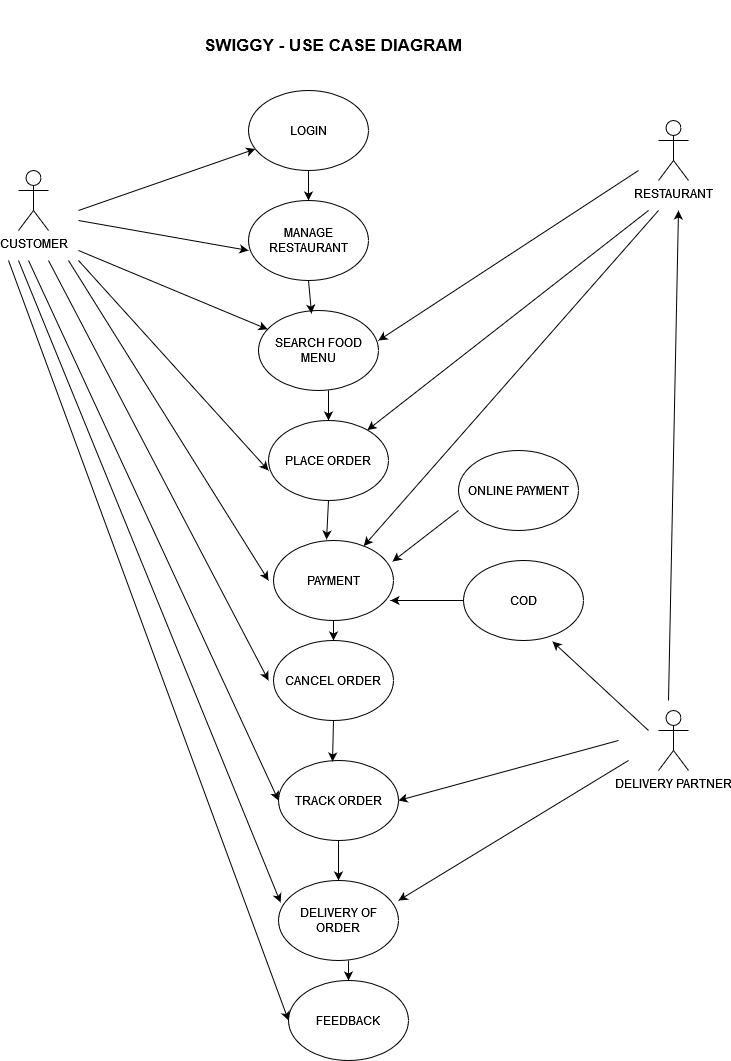 SWIGGY - USE CASE DIAGRAM
LOGIN
RESTAURANT
CUSTOMER
MANAGE
RESTAURANT
SEARCH FOOD
MENU
PLACE ORDER
ONLINE PAYMENT
PAYMENT
COD
CANCEL ORDER
DELIVERY PARTNER
TRACK ORDER
DELIVERY OF
ORDER
FEEDBACK